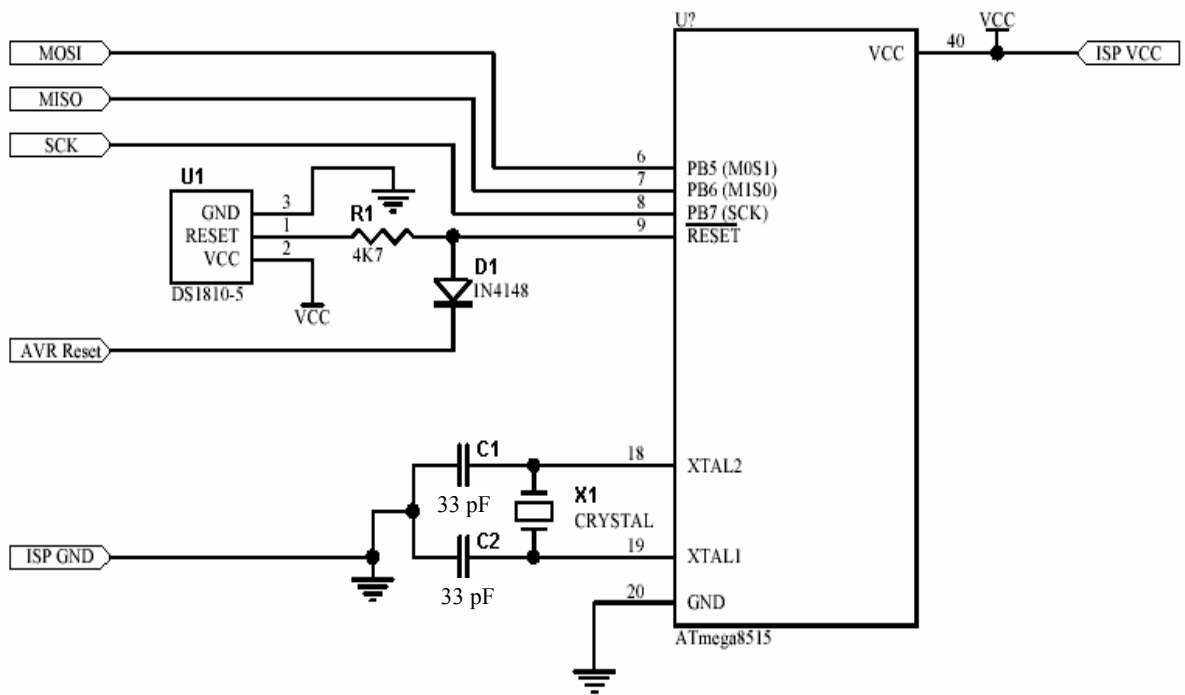 U?
VCC
MOSI
VCC
40
ISP VCC
MISO
SCK
6
PB5 (M0S1)
7
PB6 (M1S0)
8
PB7 (SCK)
9
RESET
U1
GND
3
RESET
1
VCC
2
DS1810-5
R1
4K7
D1
1N4148
VCC
AVR Reset
C1
33 pF
18
XTAL2
X1
CRYSTAL
ISP GND
C2
33 pF
19
XTAL1
20
GND
ATmega8515